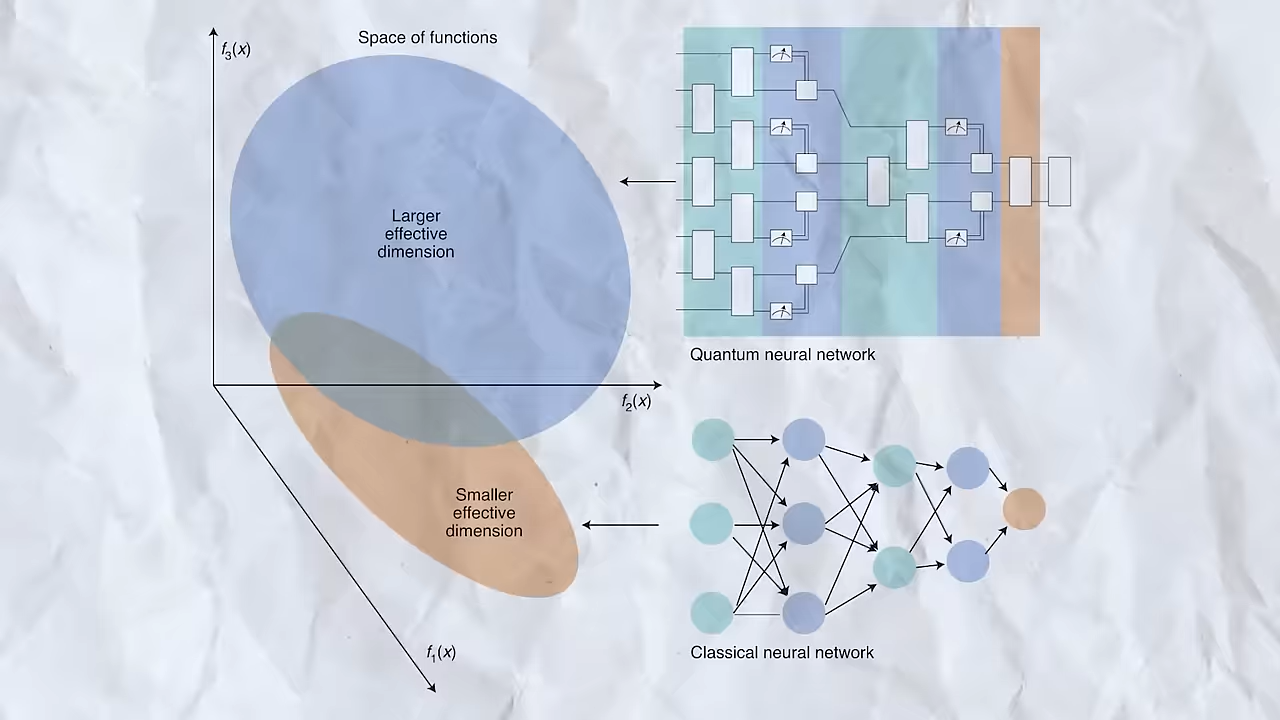 f3(x)
Space of functions
Larger
effective
dimension
f2(x)
Quantum neural network
Smaller
effective
dimension
f1(x)
Classical neural network